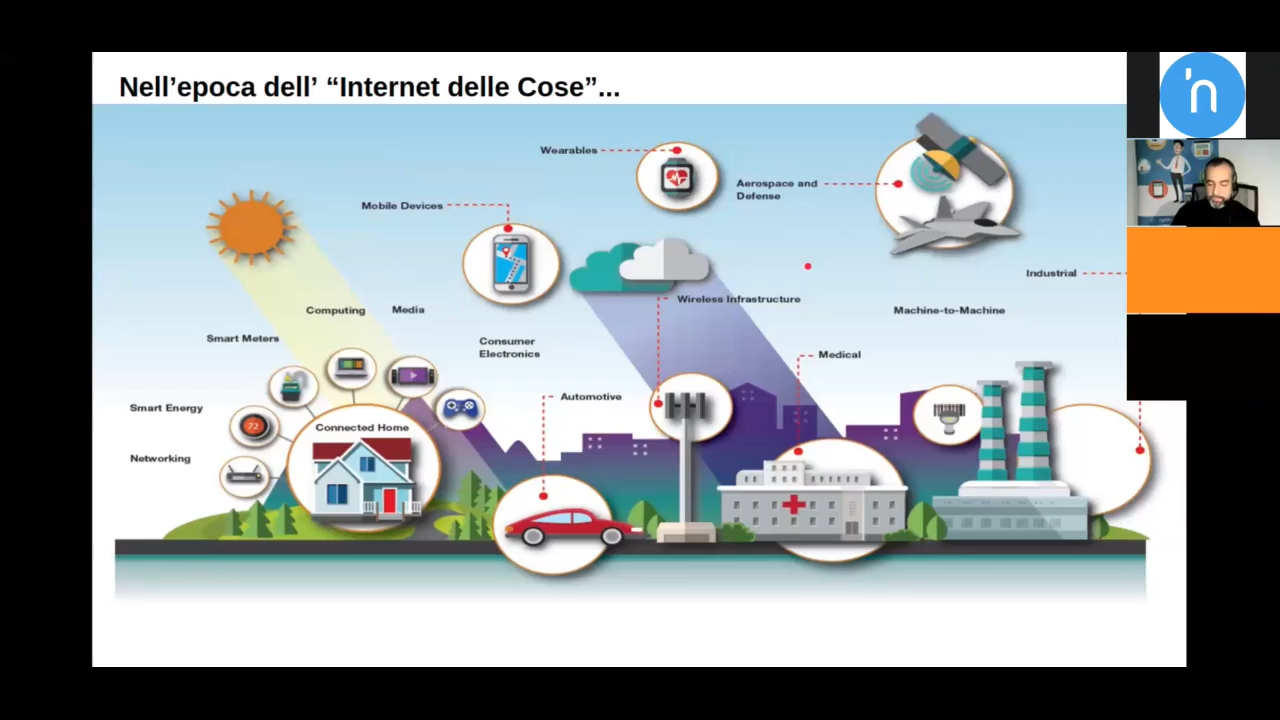 Nell’epoca dell’ “Internet delle Cose”...
Wearables
Aerospace and
Defense
Mobile Devices
Industrial
Wireless Infrastructure
Computing
Media
Machine-to-Machine
Smart Meters
Consumer
Electronics
Medical
Automotive
Smart Energy
72
Connected Home
Networking
'n